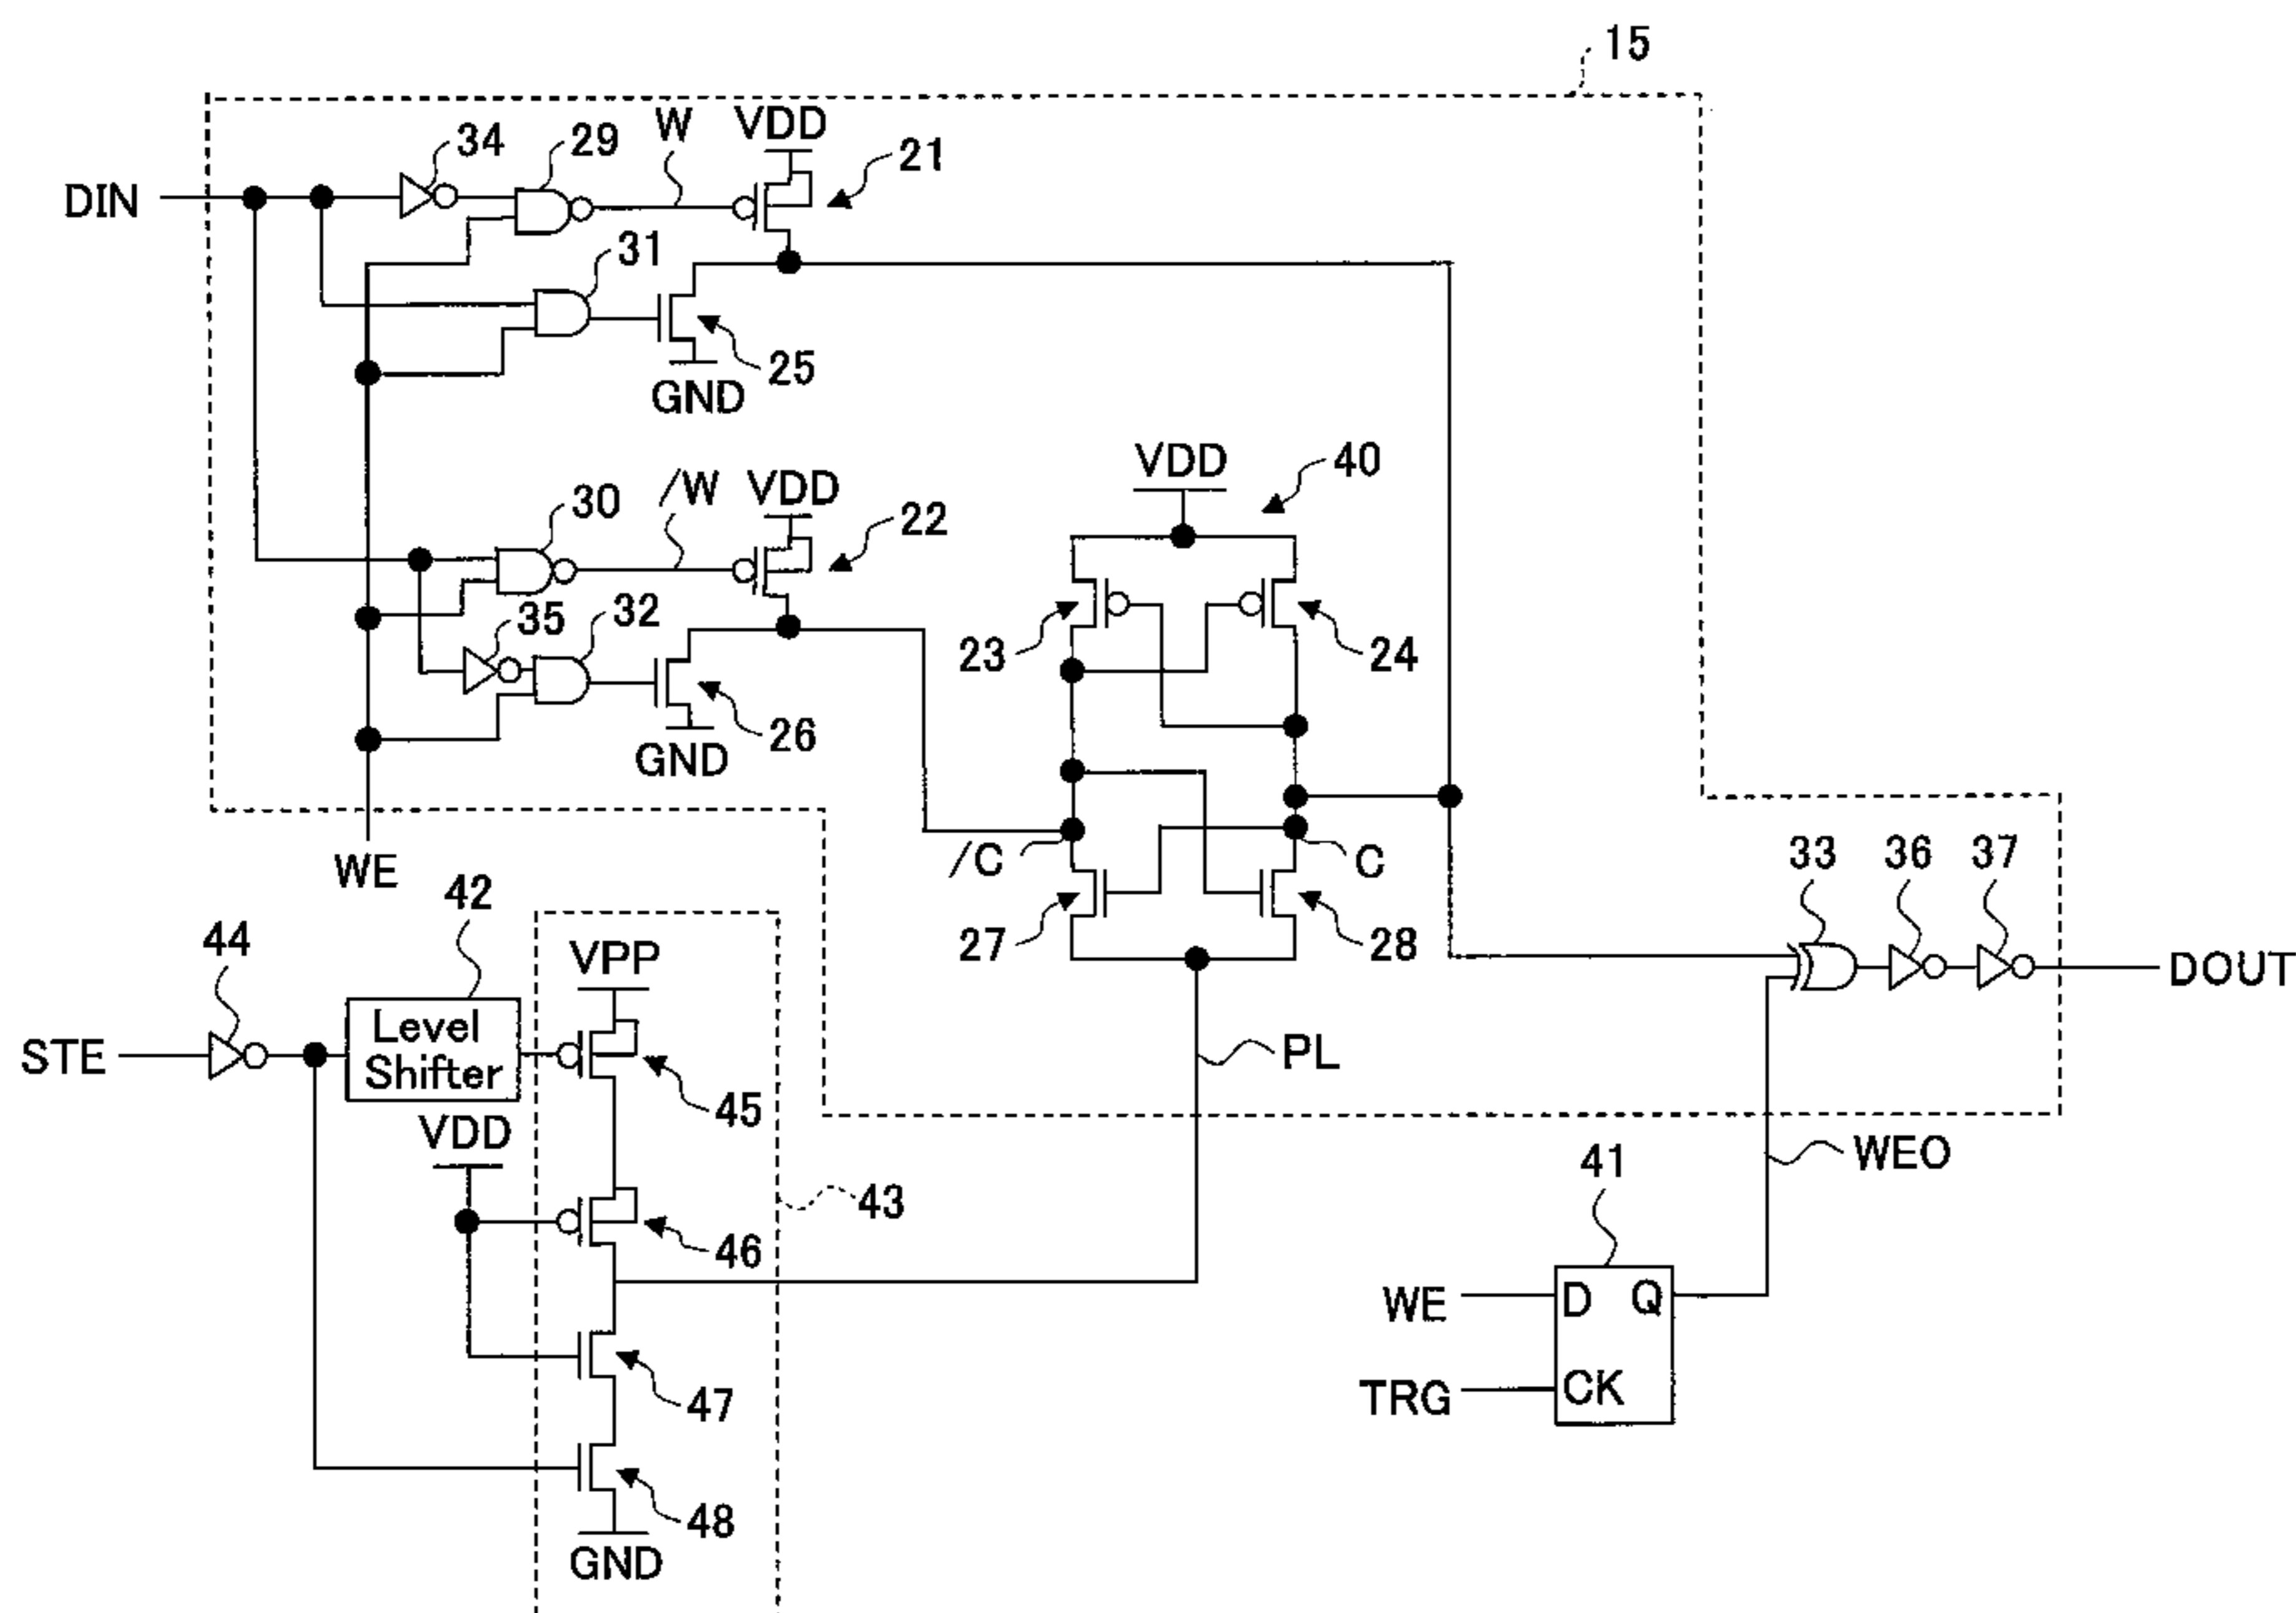 15
34
29
W
VDD
21
DIN
31
25
GND
30
/W
VDD
22
VDD
40
35
32
23
24
26
GND
/C
C
33
36
37
WE
42
27
28
DOUT
44
VPP
STE
Level
Shifter
PL
45
VDD
WEO
43
41
46
WE
D
Q
47
TRG
CK
48
GND